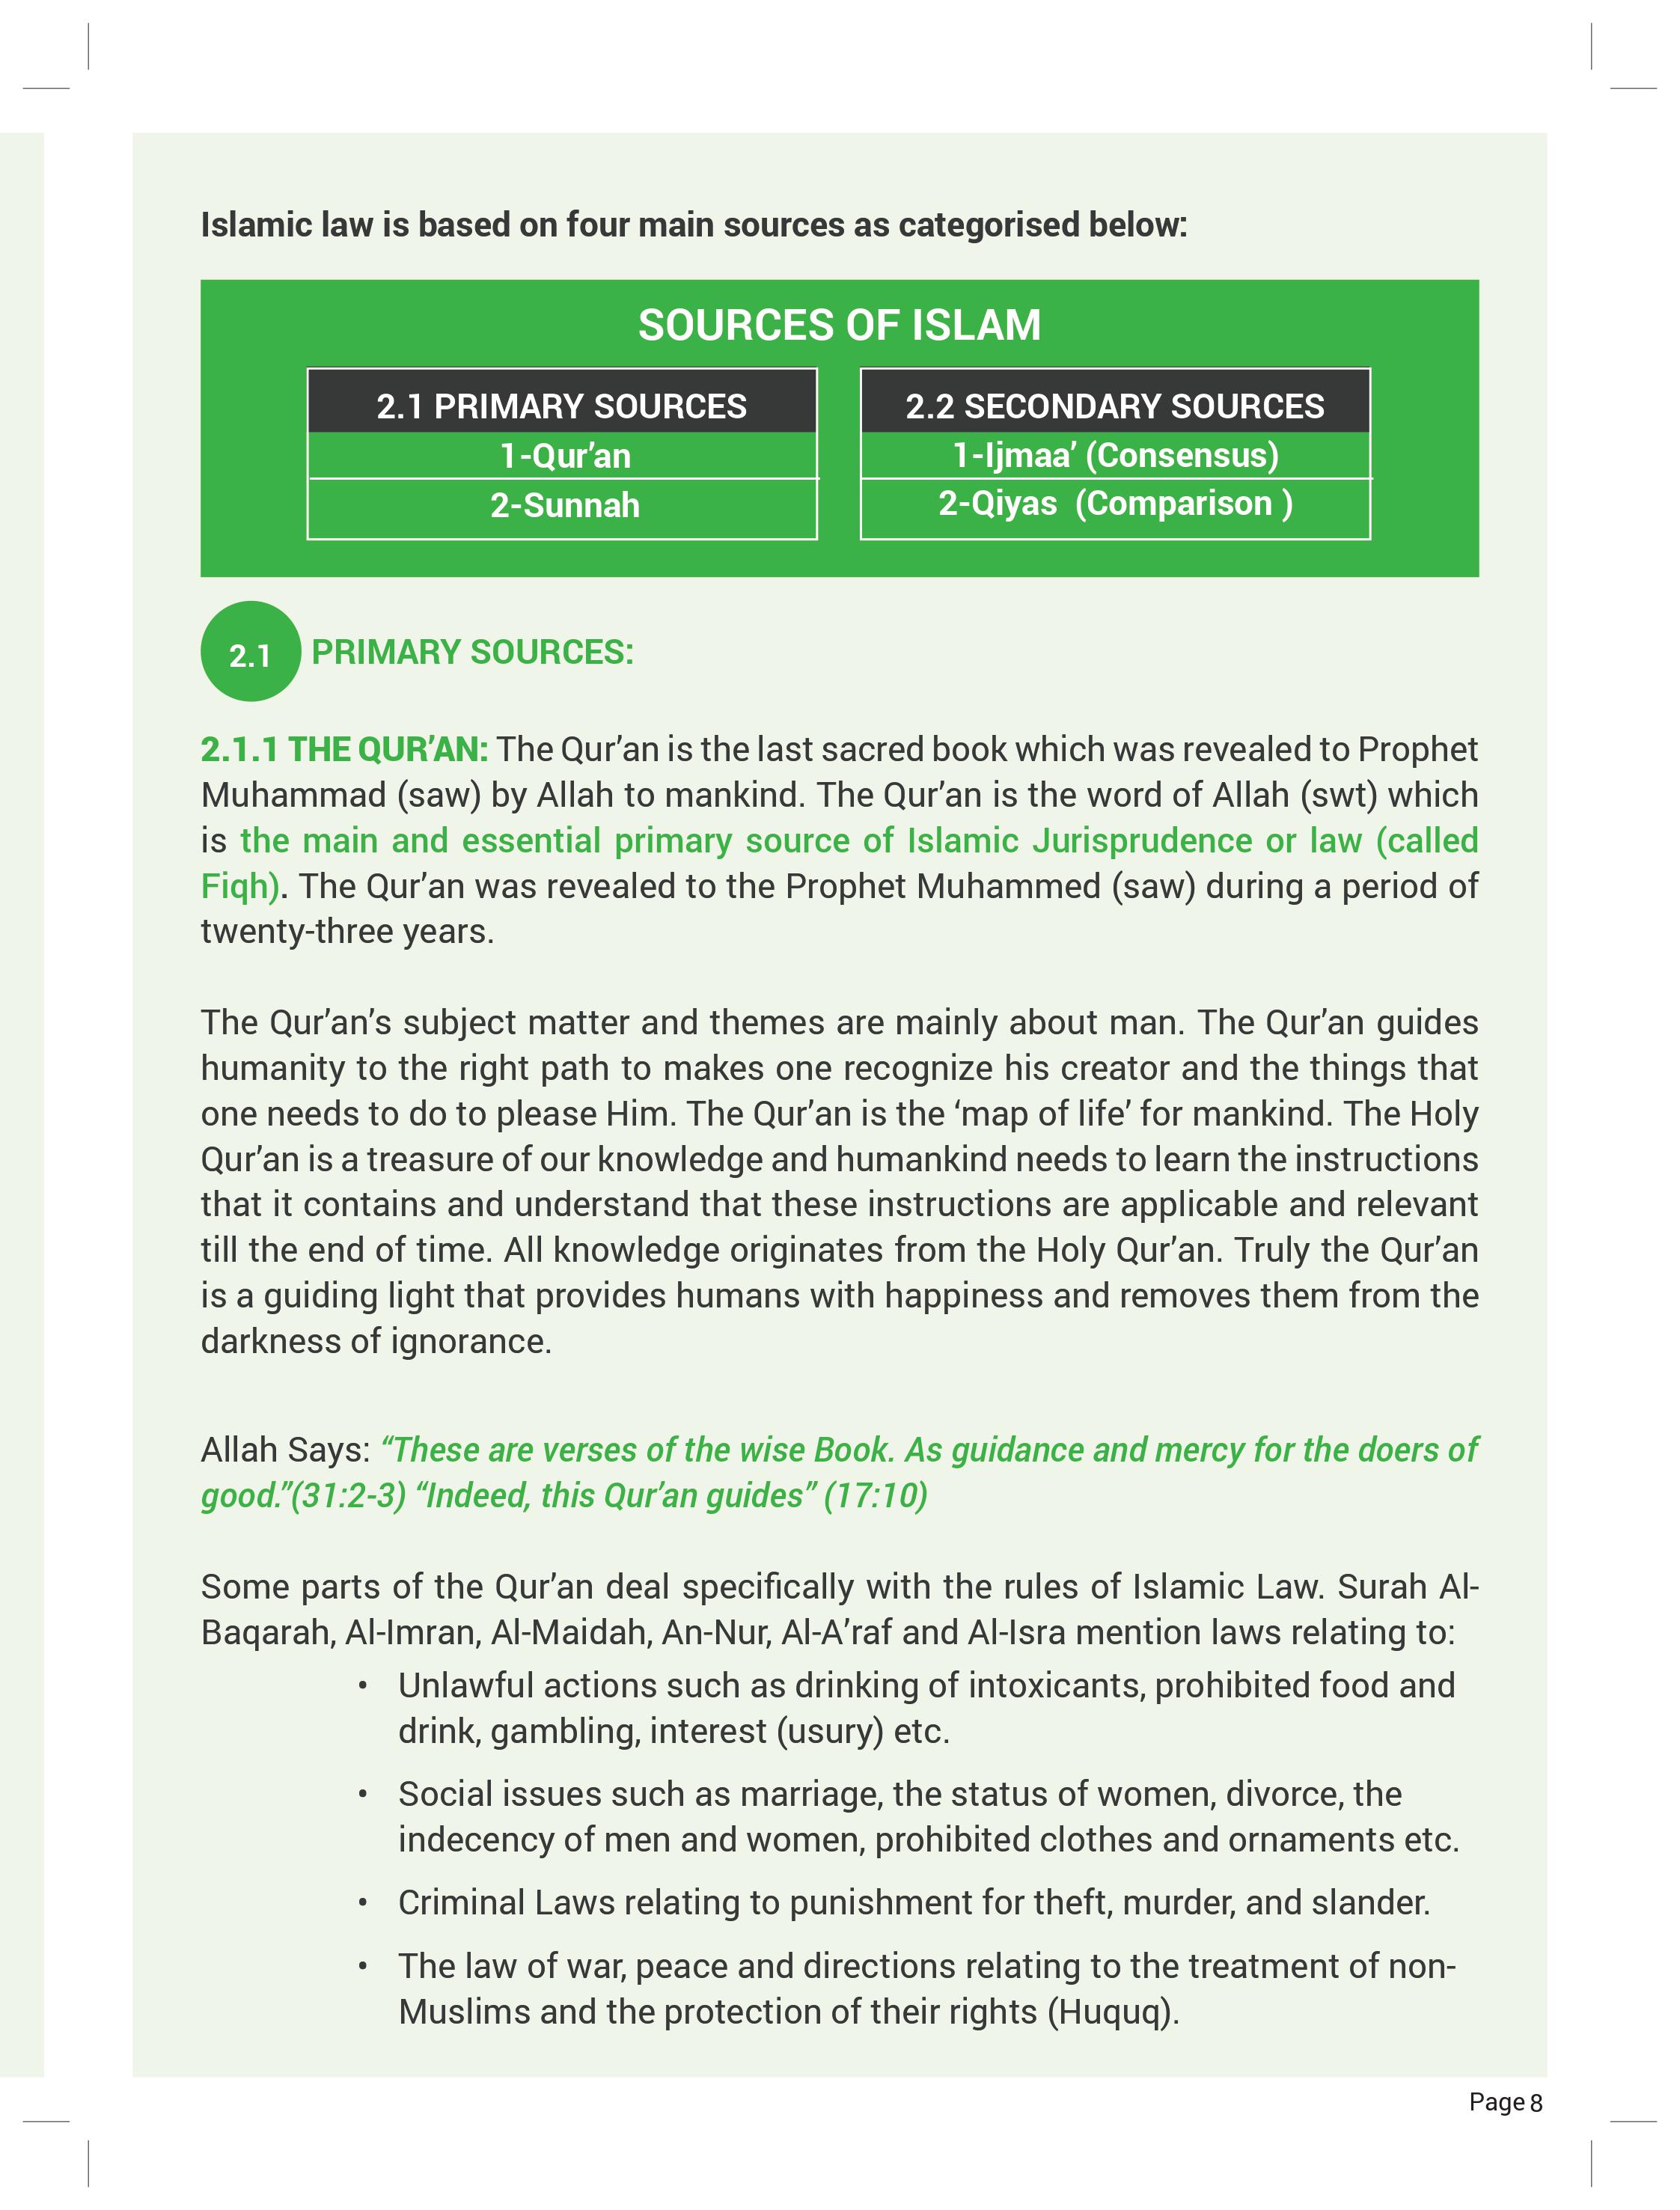 Islamic law is based on four main sources as categorised below:
SOURCES OF ISLAM
2.1 PRIMARY SOURCES
1-Qur’an
2-Sunnah
2.2 SECONDARY SOURCES
1-Ijmaa’ (Consensus)
2-Qiyas (Comparison )
2.1 PRIMARY SOURCES:
2.1.1 THE QUR’AN: The Qur’an is the last sacred book which was revealed to Prophet
Muhammad (saw) by Allah to mankind. The Qur’an is the word of Allah (swt) which
is the main and essential primary source of Islamic Jurisprudence or law (called
Fiqh). The Qur’an was revealed to the Prophet Muhammed (saw) during a period of
twenty-three years.
The Qur’an’s subject matter and themes are mainly about man. The Qur’an guides
humanity to the right path to makes one recognize his creator and the things that
one needs to do to please Him. The Qur’an is the ‘map of life’ for mankind. The Holy
Qur’an is a treasure of our knowledge and humankind needs to learn the instructions
that it contains and understand that these instructions are applicable and relevant
till the end of time. All knowledge originates from the Holy Qur’an. Truly the Qur’an
is a guiding light that provides humans with happiness and removes them from the
darkness of ignorance.
Allah Says: “These are verses of the wise Book. As guidance and mercy for the doers of
good.”(31:2-3) “Indeed, this Qur’an guides” (17:10)
Some parts of the Qur’an deal specifically with the rules of Islamic Law. Surah Al-
Baqarah, Al-Imran, Al-Maidah, An-Nur, Al-A’raf and Al-Isra mention laws relating to:
• Unlawful actions such as drinking of intoxicants, prohibited food and
drink, gambling, interest (usury) etc.
• Social issues such as marriage, the status of women, divorce, the
indecency of men and women, prohibited clothes and ornaments etc.
• Criminal Laws relating to punishment for theft, murder, and slander.
• The law of war, peace and directions relating to the treatment of non-
Muslims and the protection of their rights (Huquq).
Page 8